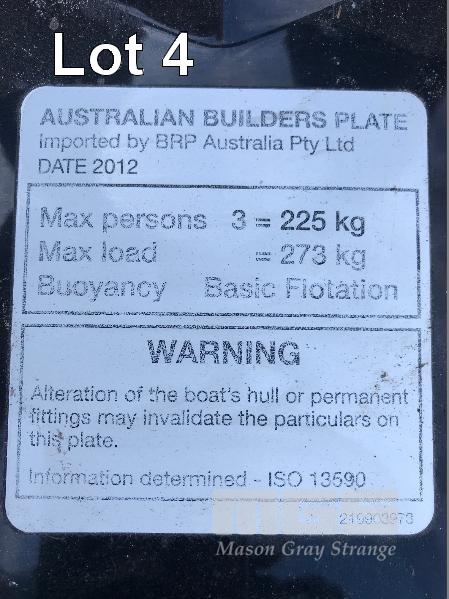 Lot 4
AUSTRALIAN BUILDERS PLATE
Imported by BRP Australia Pty Ltd
DATE 2012
Max persons 3 = 225 kg
Max load = 273 kg
Buoyancy Basic Flotation
WARNING
Alteration of the boat's hull or permanent
fittings may invalidate the particulars on
this plate.
Information determined - ISO 13590
219903973
Mason Gray Strange